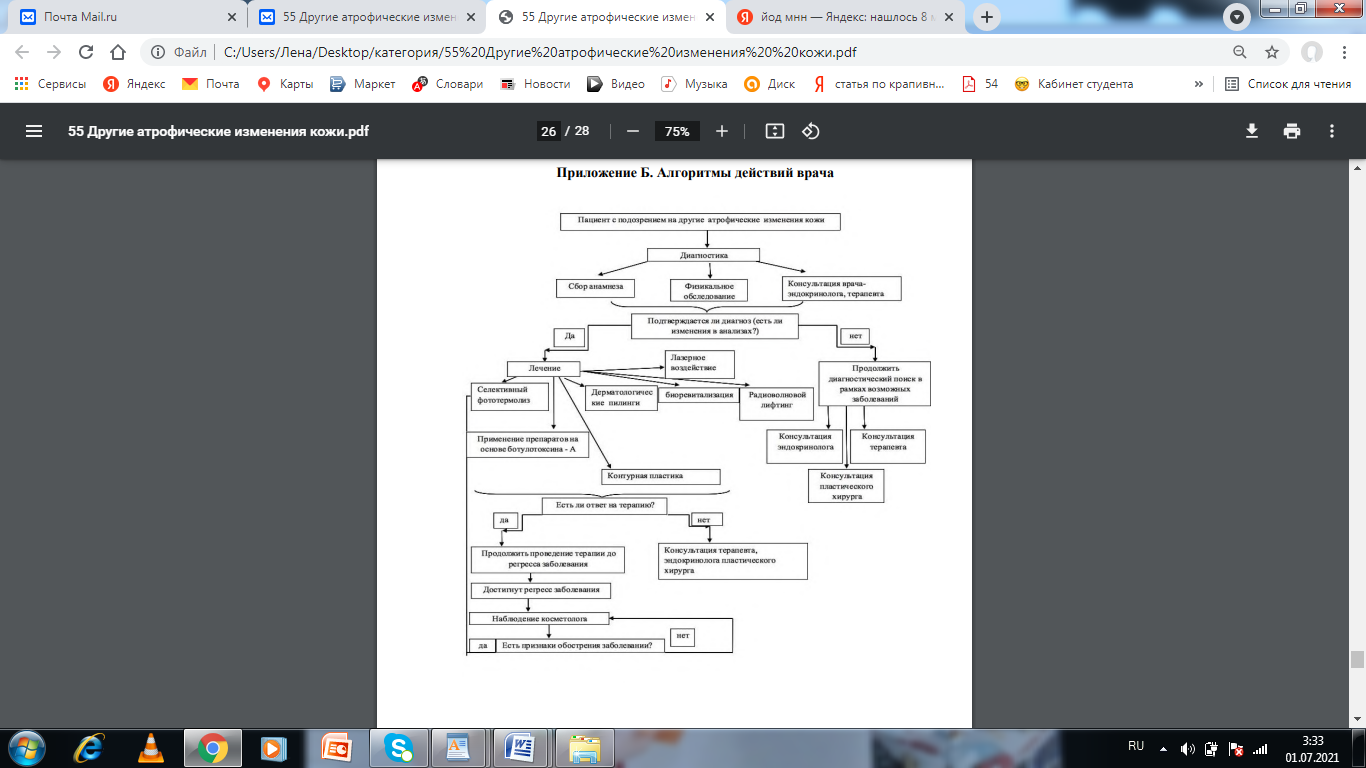 Почта Mail.ru
55 Другие атрофические измен
55 Другие атрофические измен
йод мнн — Яндекс: нашлось 8 м
Файл
C:/Users/Лена/Desktop/категория/55%20Другие%20атрофические%20изменения%20%20кожи.pdf
Сервисы
Яндекс
Почта
Карты
Маркет
Словари
Новости
Видео
Музыка
Диск
статья по крапивн...
54
Кабинет студента
»
Список для чтения
55 Другие атрофические изменения кожи.pdf
26 / 28
75%
Приложение Б. Алгоритмы действий врача
Пациент с подозрением на другие атрофические изменения кожи
Диагностика
Сбор анамнеза
Физикальное
обследование
Консультация врача-
эндокринолога, терапевта
Подтверждается ли диагноз (есть ли
изменения в анализах?)
Да
нет
Лечение
Лазерное
воздействие
Продолжить
диагностический поиск в
рамках возможных
заболеваний
Селективный
фототермолиз
Дерматологичес
кие пилинги
биоревитализация
Радиоволновой
лифтинг
Применение препаратов на
основе ботулотоксина - А
Консультация
эндокринолога
Консультация
терапевта
Контурная пластика
Консультация
пластического
хирурга
Есть ли ответ на терапию?
да
нет
Продолжить проведение терапии до
регресса заболевания
Консультация терапевта,
эндокринолога пластического
хирурга
Достигнут регресс заболевания
Наблюдение косметолога
нет
да
Есть признаки обострения заболевании?
RU
3:33
01.07.2021